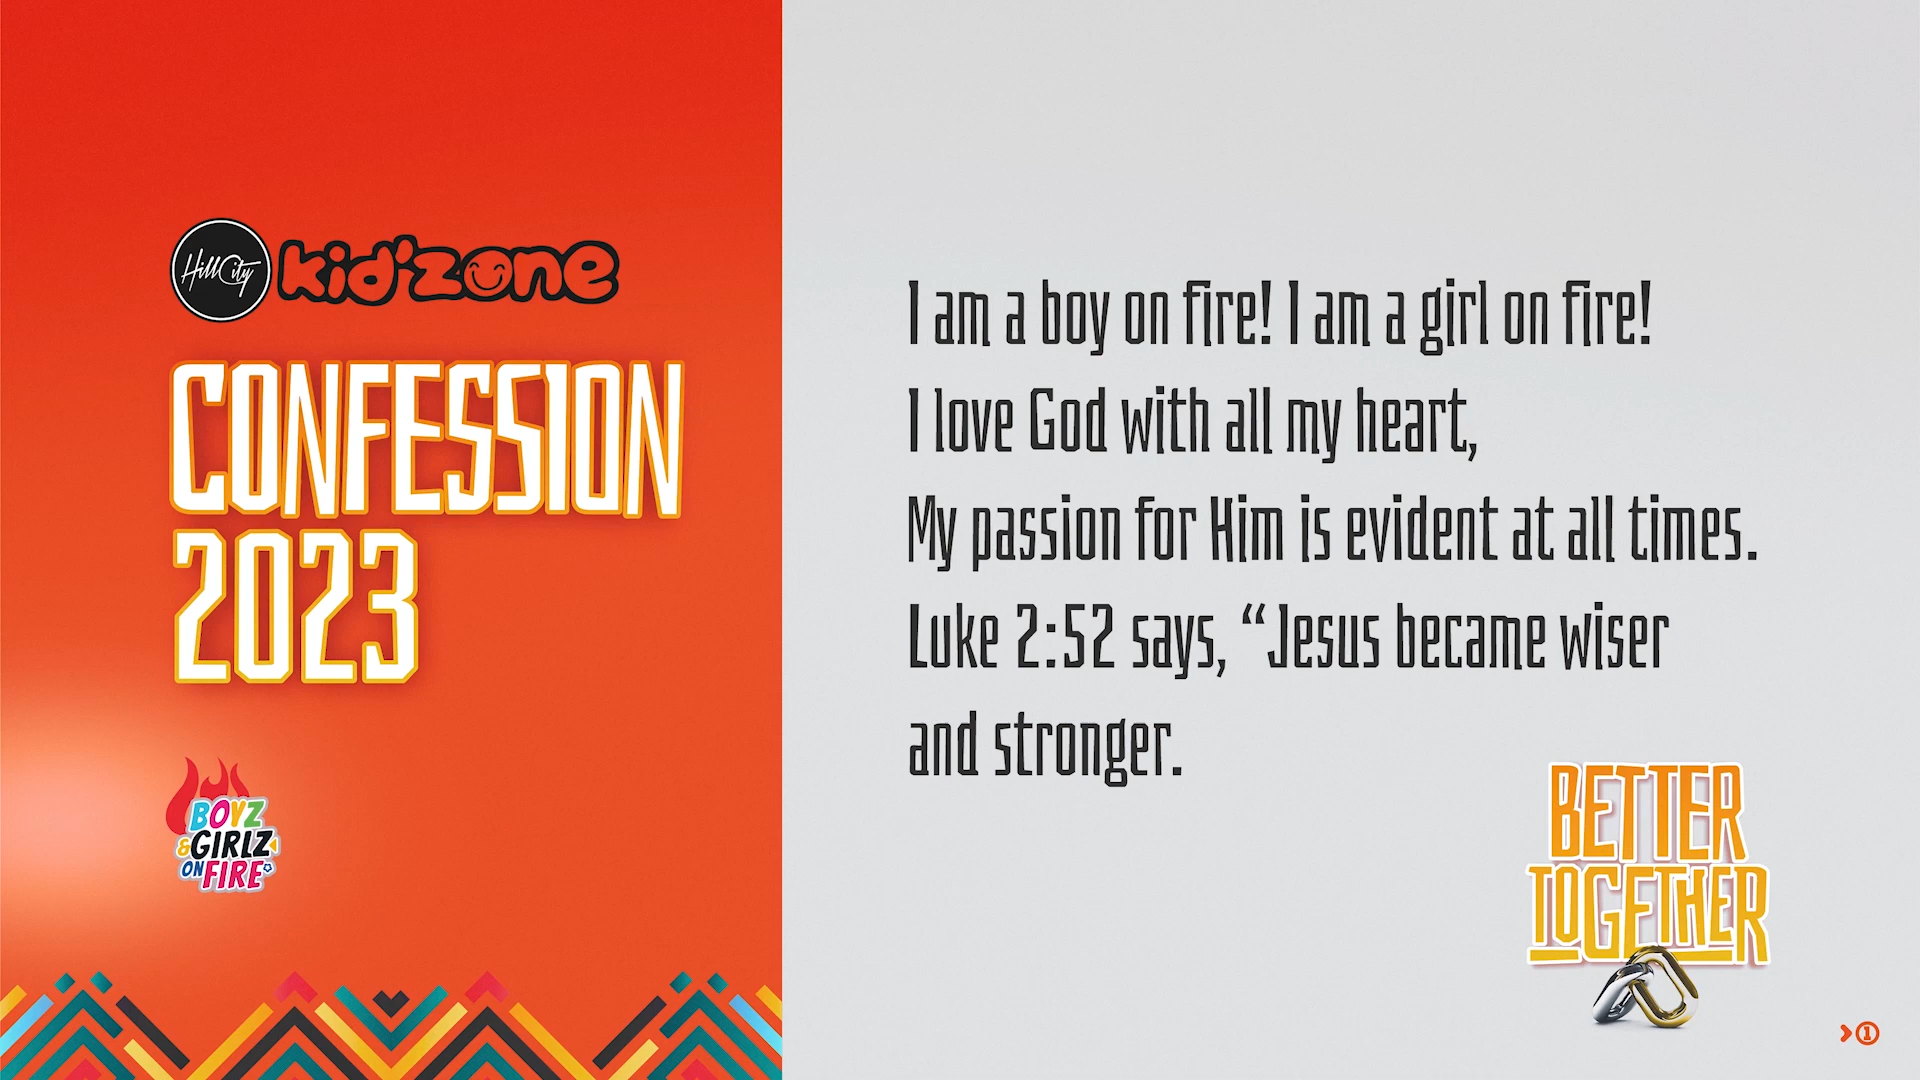 HillCity kid'zone
CONFESSION
2023
BOYZ
& GIRLZ
ON FIRE
I am a boy on fire! I am a girl on fire!
I love God with all my heart,
My passion for Him is evident at all times.
Luke 2:52 says, “Jesus became wiser
and stronger.
BETTER
TOGETHER
1